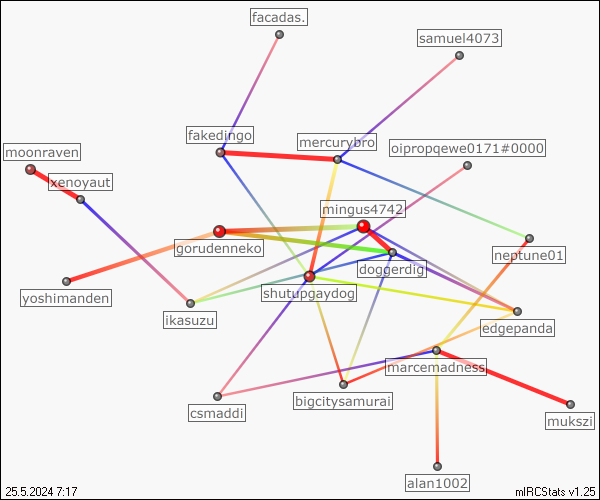 facadas.
samuel4073
fakedingo
mercurybro
oipropqewe0171#0000
moonraven
xenoyaut
mingus4742
gorudenneko
neptune01
doggerdig
yoshimanden
shutupgaydog
ikasuzu
edgepanda
marcemadness
bigcitysamurai
csmaddi
mukszi
alan1002
25.5.2024 7:17
mIRCStats v1.25